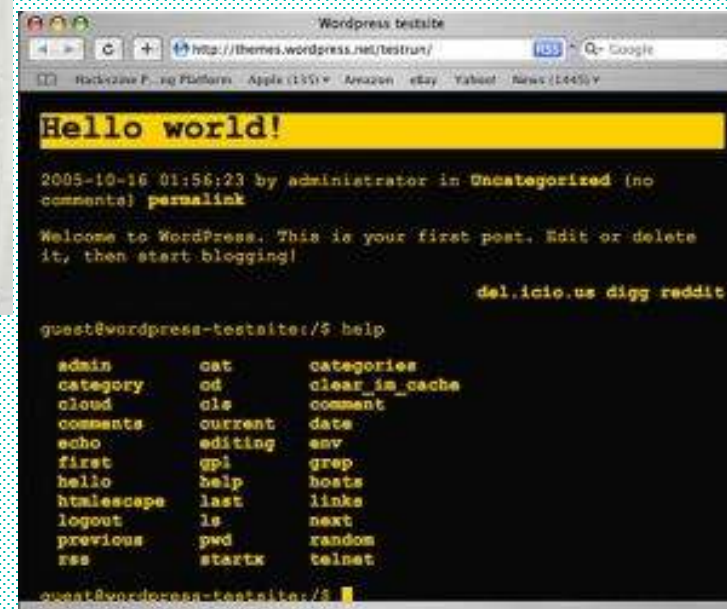 Wordpress testsite
http://themes.wordpress.net/testrun/ RSS Q- Google
Hackszine P...ng Platform Apple (135) Amazon eBay Yahoo! News (1445)
Hello world!
2005-10-16 01:56:23 by administrator in Uncategorized (no
comments) permalink
Welcome to WordPress. This is your first post. Edit or delete
it, then start blogging!
del.icio.us digg reddit
guest@wordpress-testsite:/$ help
admin cat categories
category cd clear_im_cache
cloud cls comment
comments current date
echo editing env
first gpl grep
hello help hosts
htmlescape last links
logout ls next
previous pwd random
rss startx telnet
guest@wordpress-testsite:/$